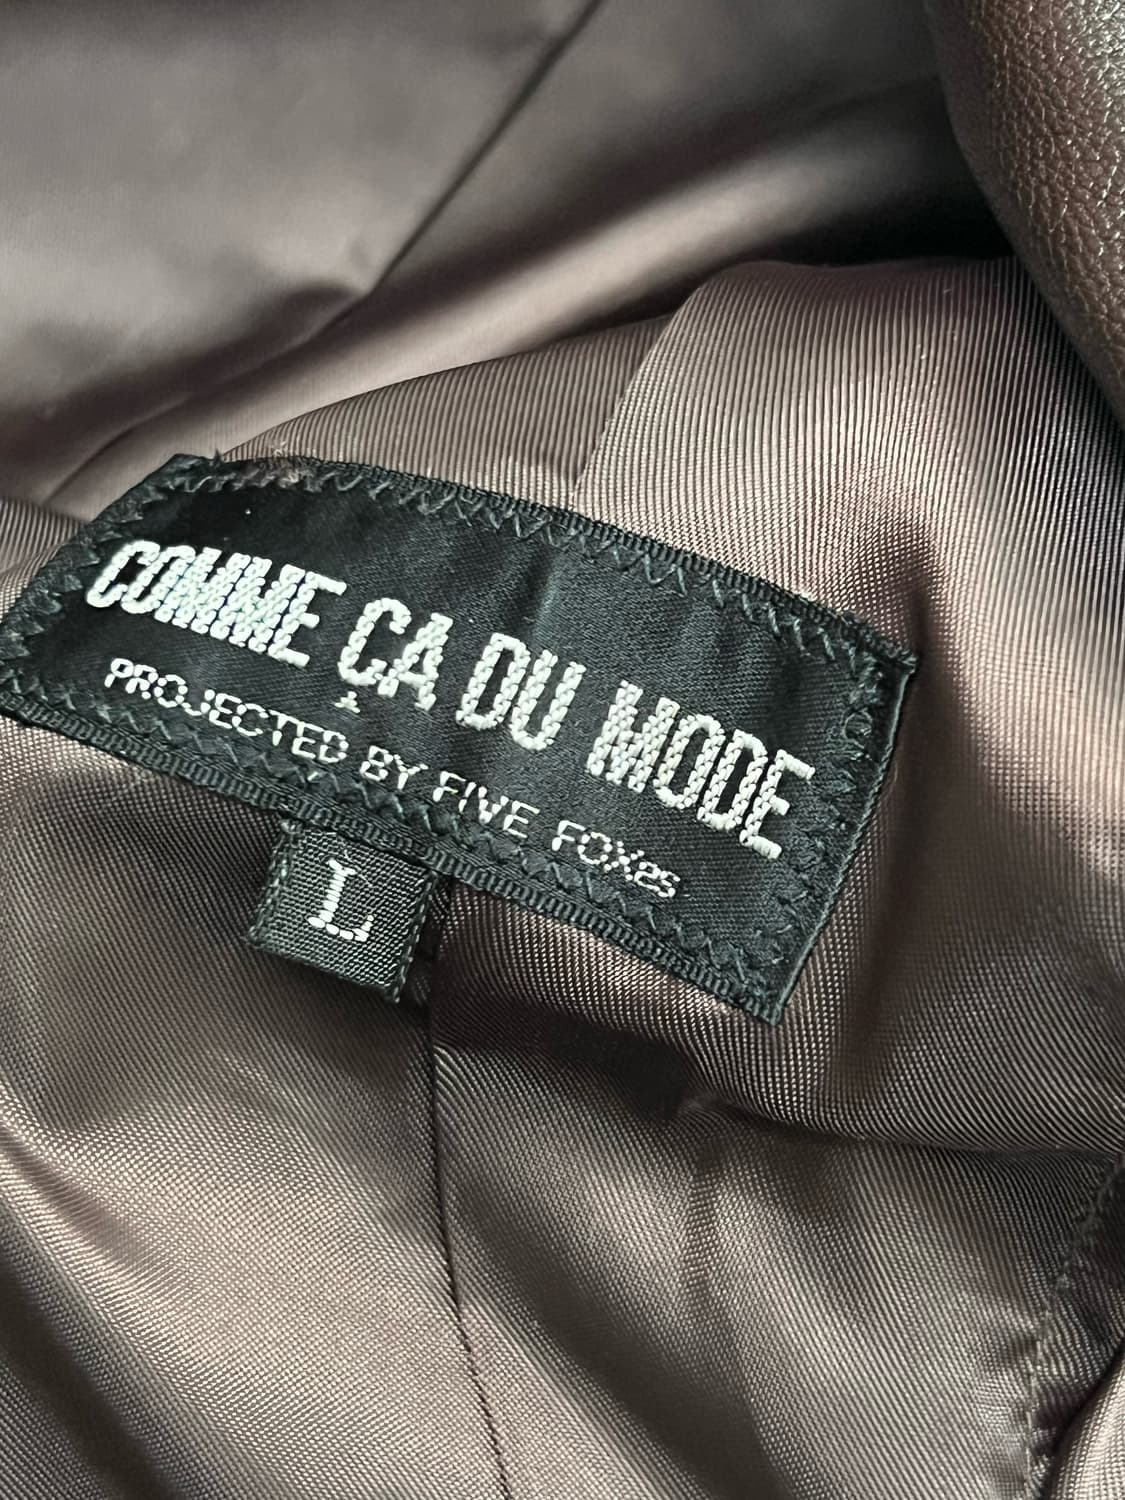 COMME ÇA DU MODE
PROJECTED BY FIVE FOXes
L